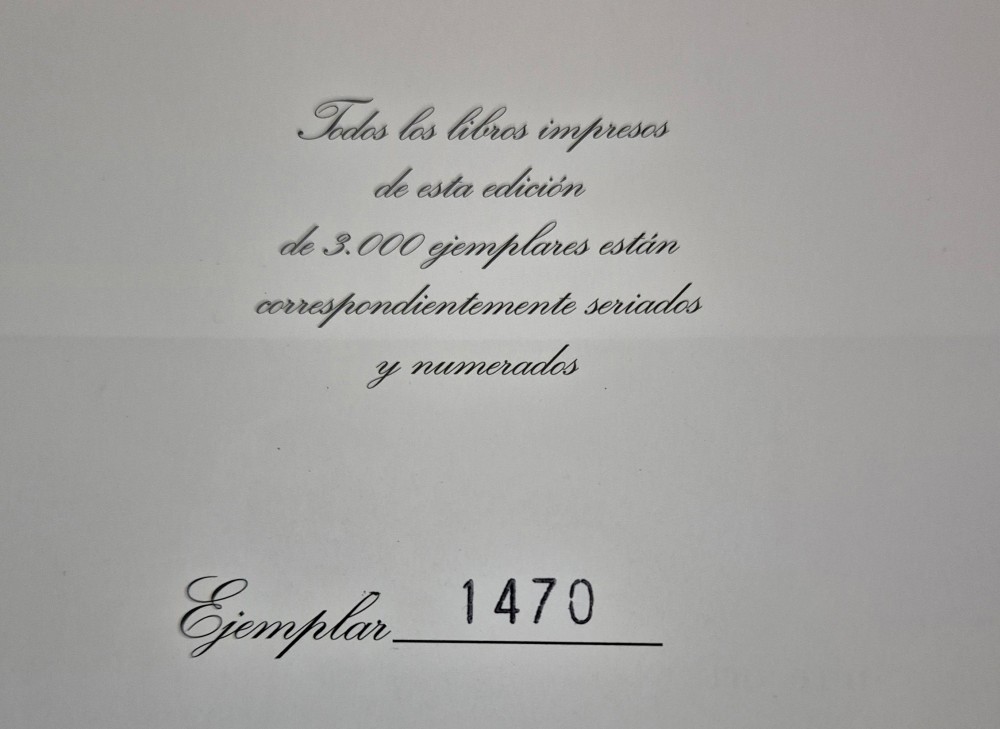 Todos los libros impresos
de esta edición
de 3.000 ejemplares están
correspondientemente seriados
y numerados
Ejemplar 1470